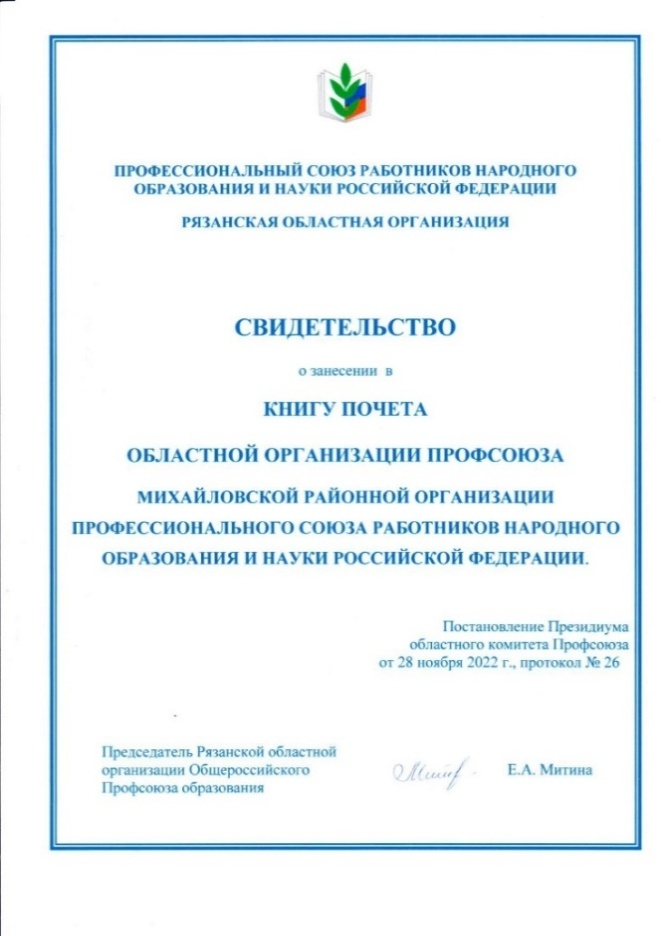 ПРОФЕССИОНАЛЬНЫЙ СОЮЗ РАБОТНИКОВ НАРОДНОГО
ОБРАЗОВАНИЯ И НАУКИ РОССИЙСКОЙ ФЕДЕРАЦИИ
РЯЗАНСКАЯ ОБЛАСТНАЯ ОРГАНИЗАЦИЯ
СВИДЕТЕЛЬСТВО
о занесении в
КНИГУ ПОЧЕТА
ОБЛАСТНОЙ ОРГАНИЗАЦИИ ПРОФСОЮЗА
МИХАЙЛОВСКОЙ РАЙОННОЙ ОРГАНИЗАЦИИ
ПРОФЕССИОНАЛЬНОГО СОЮЗА РАБОТНИКОВ НАРОДНОГО
ОБРАЗОВАНИЯ И НАУКИ РОССИЙСКОЙ ФЕДЕРАЦИИ.
Постановление Президиума
областного комитета Профсоюза
от 28 ноября 2022 г., протокол № 26
Председатель Рязанской областной
организации Общероссийского
Профсоюза образования
Е.А. Митина